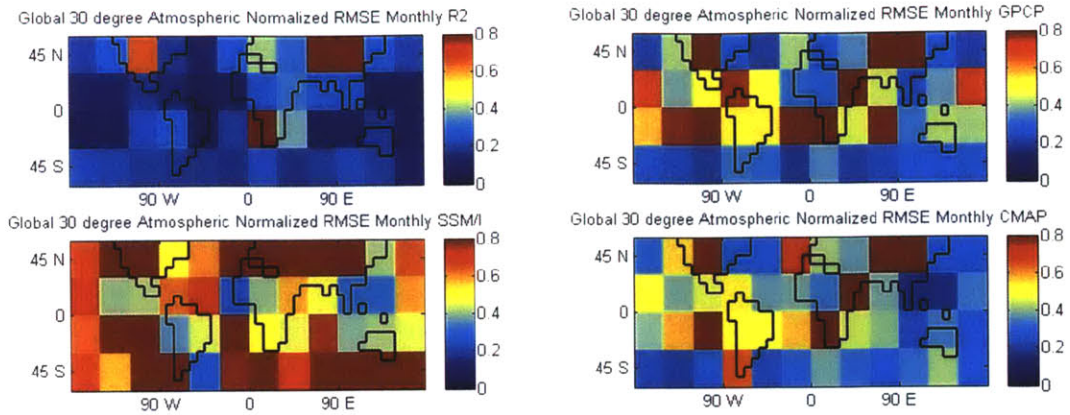 Global 30 degree Atmospheric Normalized RMSE Monthly R2
45 N
0
45 S
90 W 0 90 E
0.8
0.6
0.4
0.2
0
Global 30 degree Atmospheric Normalized RMSE Monthly GPCP
45 N
0
45 S
90 W 0 90 E
0.8
0.6
0.4
0.2
0
Global 30 degree Atmospheric Normalized RMSE Monthly SSM/I
45 N
0
45 S
90 W 0 90 E
0.8
0.6
0.4
0.2
0
Global 30 degree Atmospheric Normalized RMSE Monthly CMAP
45 N
0
45 S
90 W 0 90 E
0.8
0.6
0.4
0.2
0